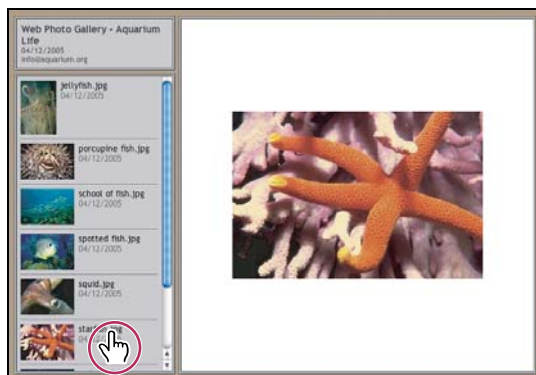 Web Photo Gallery - Aquarium
Life
04/12/2005
info@aquarium.org
jellyfish.jpg
04/12/2005
porcupine fish.jpg
04/12/2005
school of fish.jpg
04/12/2005
spotted fish.jpg
04/12/2005
squid.jpg
04/12/2005